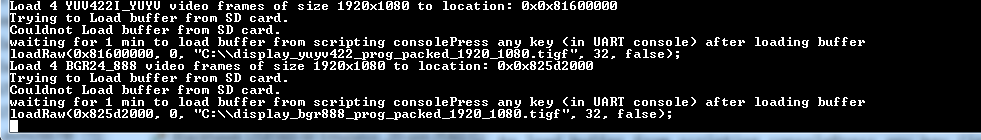 Load 4 YUV422I_YUYV video frames of size 1920x1080 to location: 0x0x81600000
Trying to Load buffer from SD card.
Couldnot Load buffer from SD card.
waiting for 1 min to load buffer from scripting consolePress any key (in UART console) after loading buffer
loadRaw(0x81600000, 0, "C:\\display_yuyv422_prog_packed_1920_1080.tigf", 32, false);
Load 4 BGR24_888 video frames of size 1920x1080 to location: 0x0x825d2000
Trying to Load buffer from SD card.
Couldnot Load buffer from SD card.
waiting for 1 min to load buffer from scripting consolePress any key (in UART console) after loading buffer
loadRaw(0x825d2000, 0, "C:\\display_bgr888_prog_packed_1920_1080.tigf", 32, false);